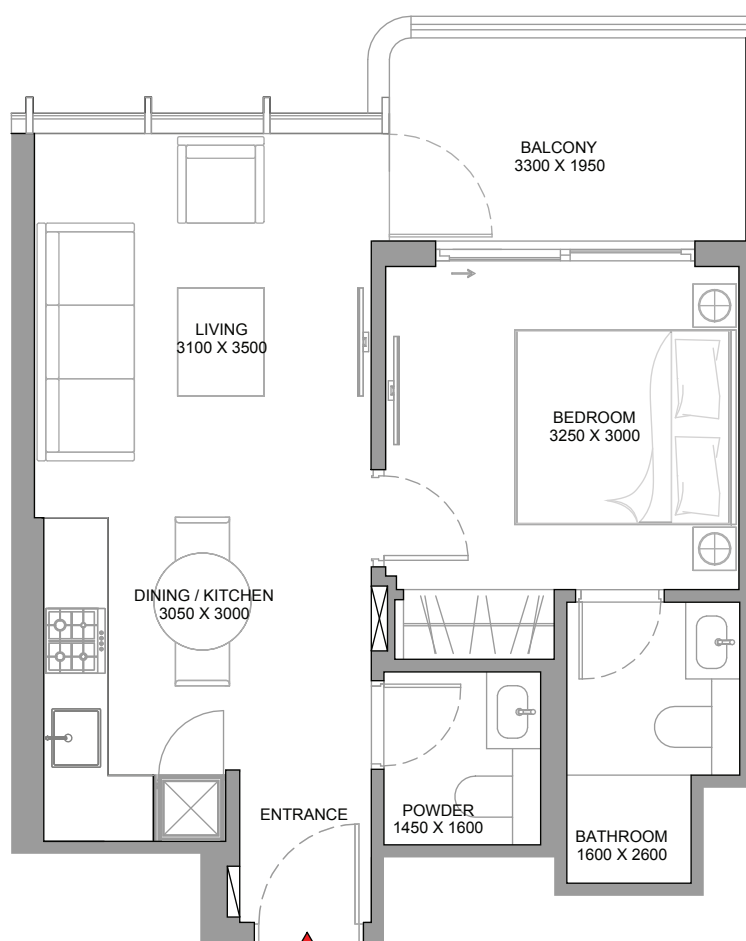 BALCONY
3300 X 1950
LIVING
3100 X 3500
BEDROOM
3250 X 3000
DINING / KITCHEN
3050 X 3000
ENTRANCE
POWDER
1450 X 1600
BATHROOM
1600 X 2600